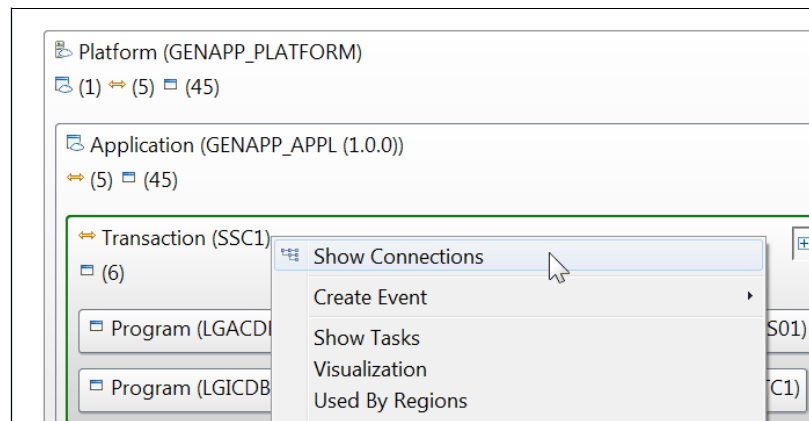 Platform (GENAPP_PLATFORM)
(1) (5) (45)
Application (GENAPP_APPL (1.0.0))
(5) (45)
Transaction (SSC1)
(6)
Show Connections
Create Event
Program (LGACD
S01)
Show Tasks
Visualization
Program (LGICDB
C1)
Used By Regions